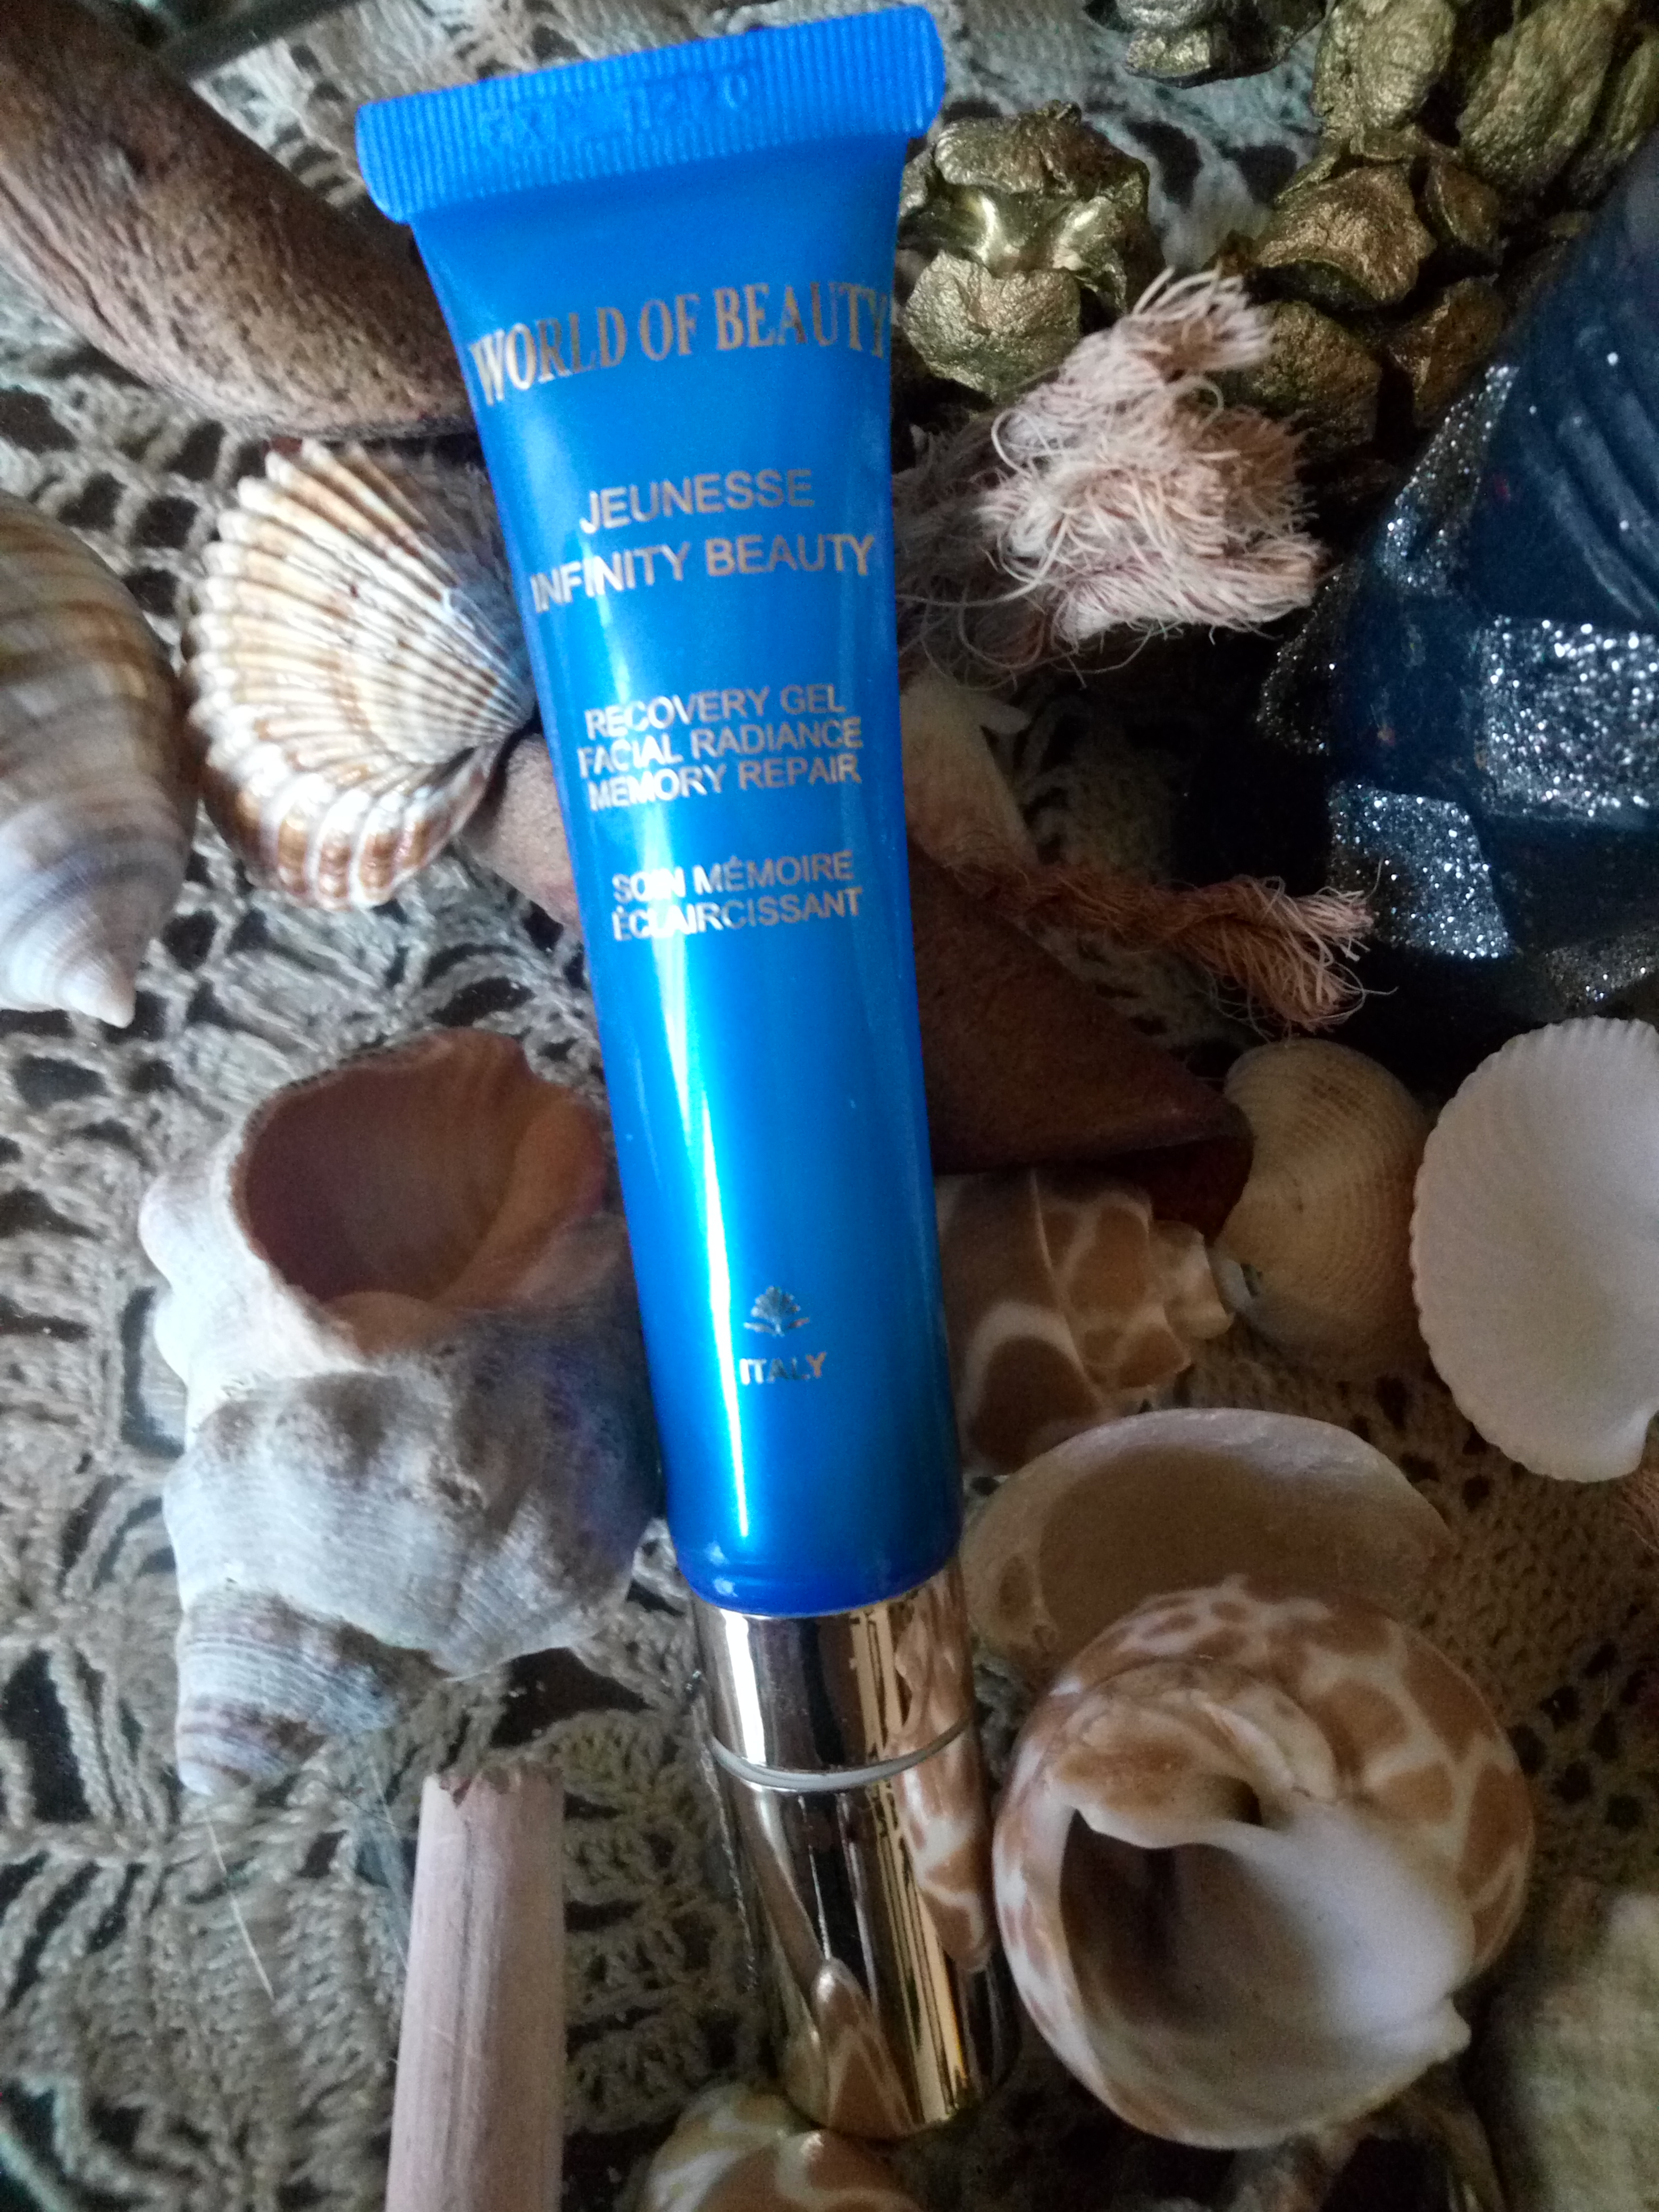 WORLD OF BEAUTY
JEUNESSE
INFINITY BEAUTY
RECOVERY GEL
FACIAL RADIANCE
MEMORY REPAIR
SOIN MÉMOIRE
ÉCLAIRCISSANT
ITALY